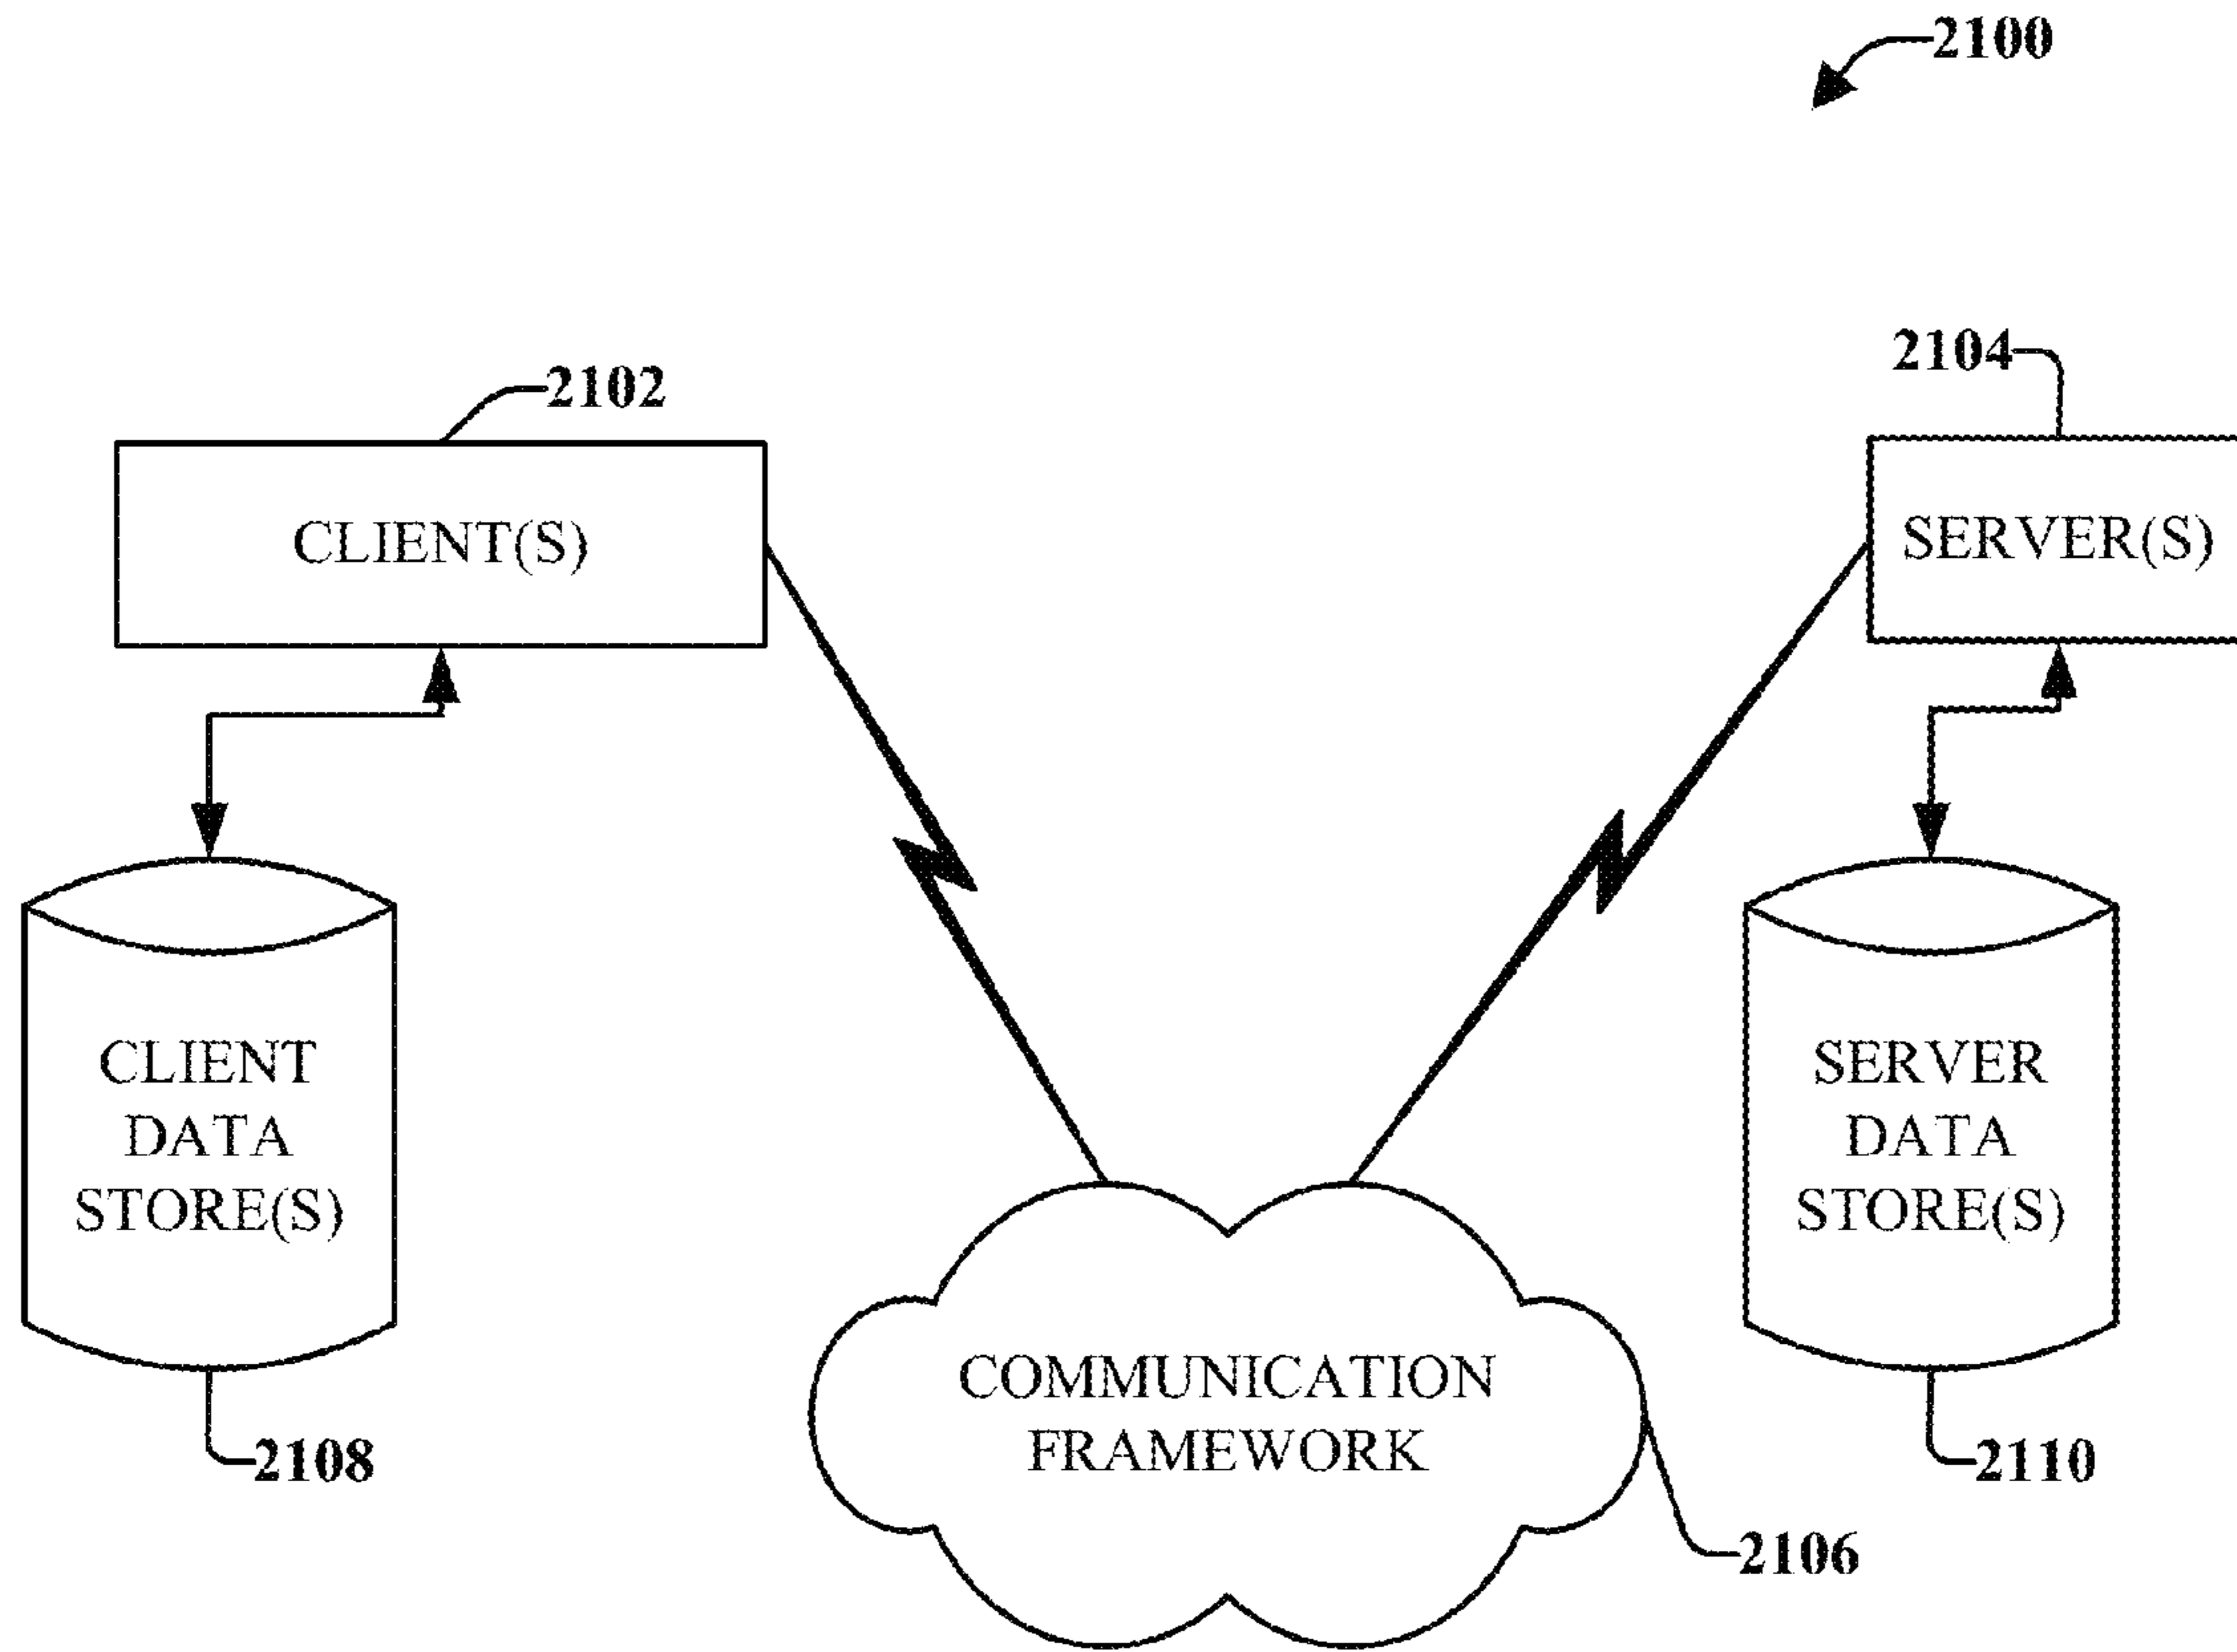 2100
2102
2104
CLIENT(S)
SERVER(S)
CLIENT
DATA
STORE(S)
SERVER
DATA
STORE(S)
COMMUNICATION
FRAMEWORK
2108
2110
2106